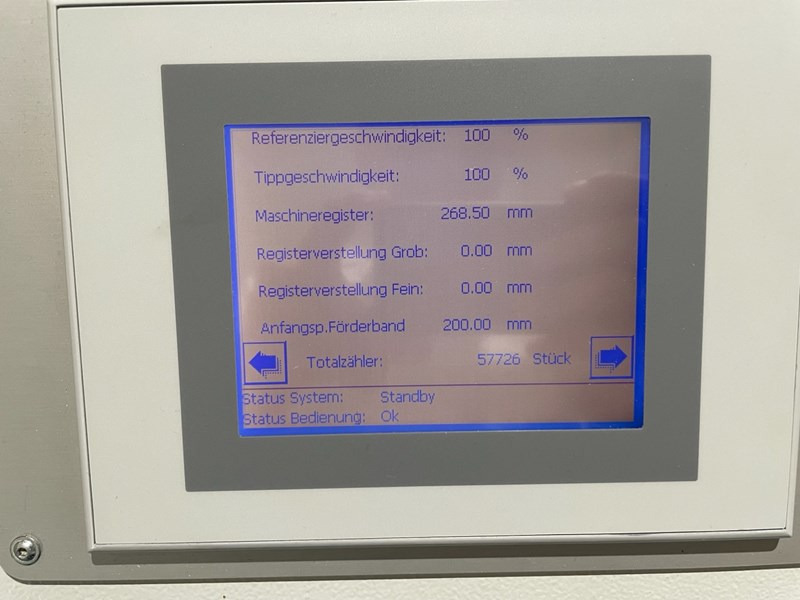 Referenziergeschwindigkeit: 100 %
Tippgeschwindigkeit: 100 %
Maschineregister: 268.50 mm
Registerverstellung Grob: 0.00 mm
Registerverstellung Fein: 0.00 mm
Anfangsp.Förderband 200.00 mm
Totalzähler: 57726 Stück
Status System: Standby
Status Bedienung: Ok